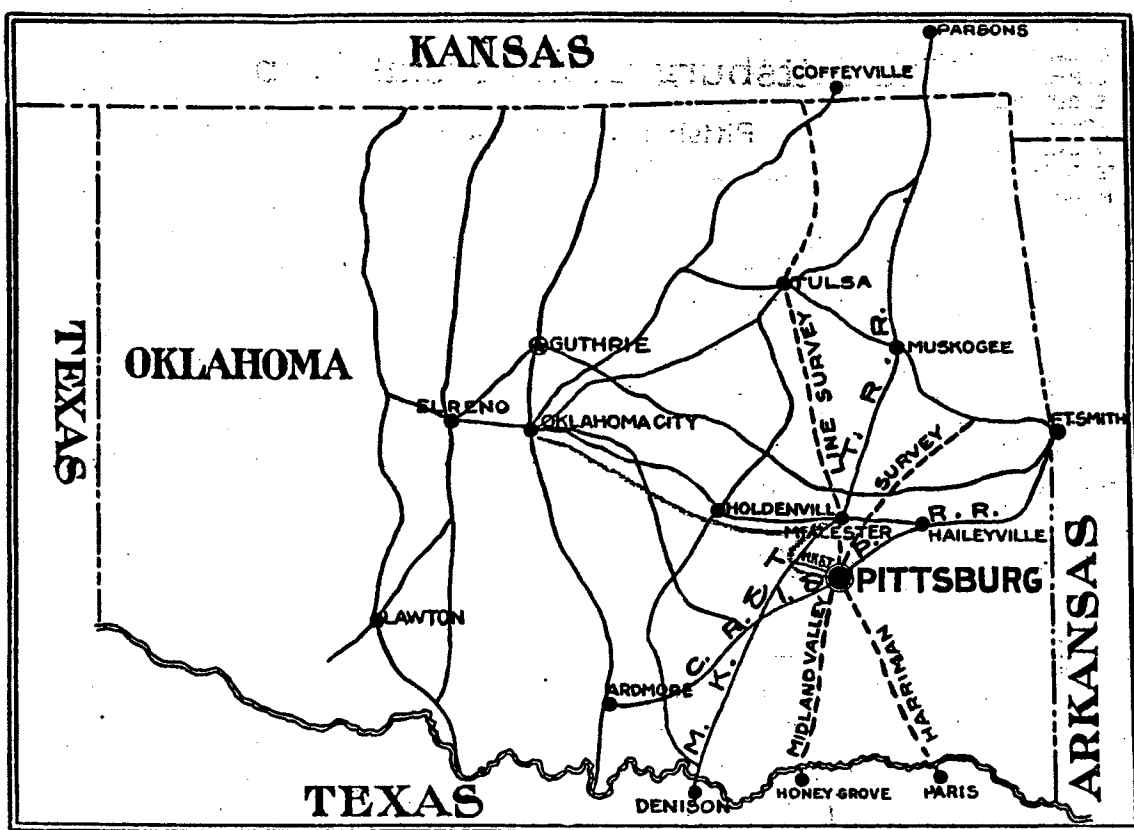 KANSAS
PARSONS
COFFEYVILLE
TULSA
TEXAS
OKLAHOMA
GUTHRIE
MUSKOGEE
LINE SURVEY
T. R. R.
EL RENO
OKLAHOMA CITY
FT. SMITH
SURVEY
HOLDENVILL
MCALESTER
R. R.
HAILEYVILLE
PITTSBURG
LAWTON
ARDMORE
C. R. I. & P.
M. K. & T.
MIDLAND VALLEY
HARRIMAN
ARKANSAS
TEXAS
DENISON
HONEY GROVE
PARIS